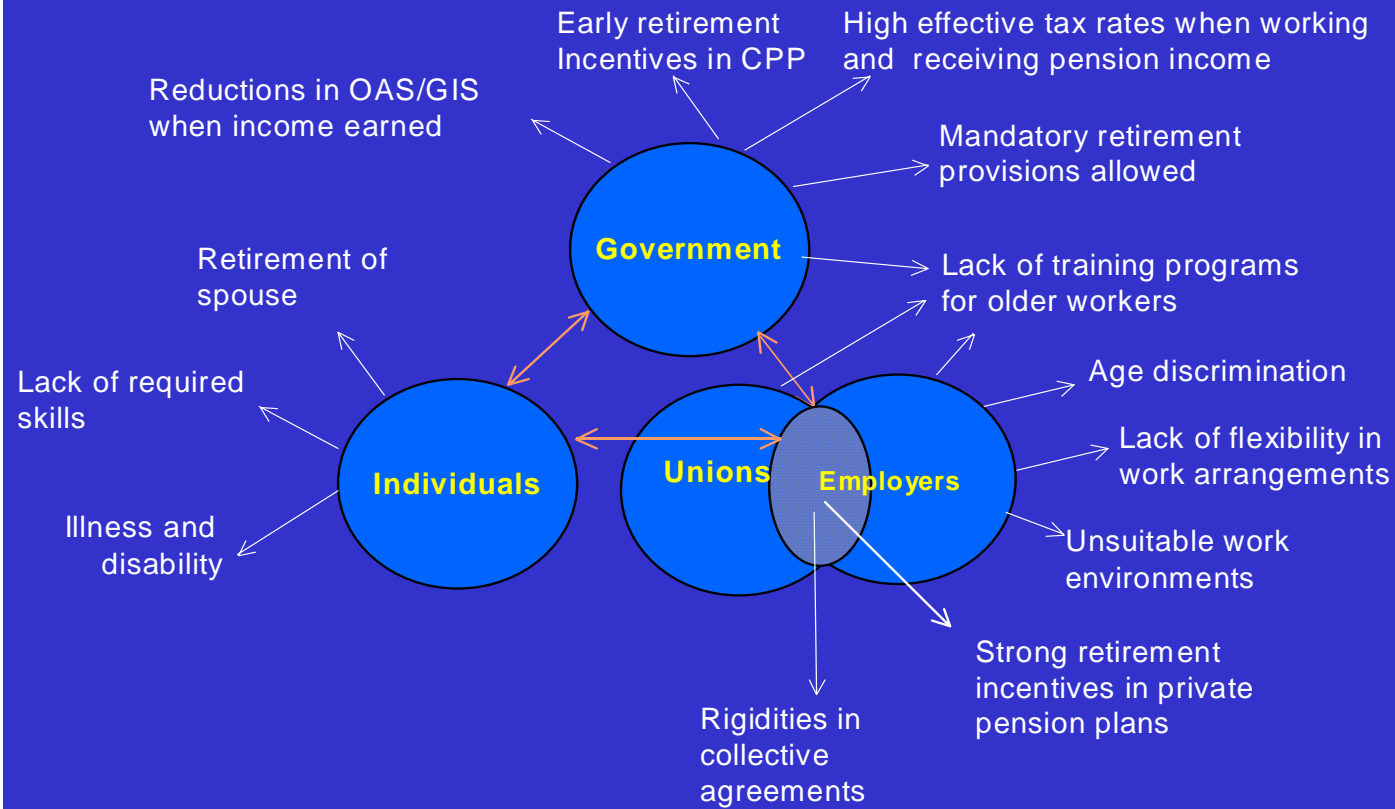 Early retirement
Incentives in CPP
High effective tax rates when working
and receiving pension income
Reductions in OAS/GIS
when income earned
Mandatory retirement
provisions allowed
Government
Retirement of
spouse
Lack of training programs
for older workers
Lack of required
skills
Age discrimination
Lack of flexibility in
work arrangements
Individuals
Unions
Employers
Illness and
disability
Unsuitable work
environments
Strong retirement
incentives in private
pension plans
Rigidities in
collective
agreements